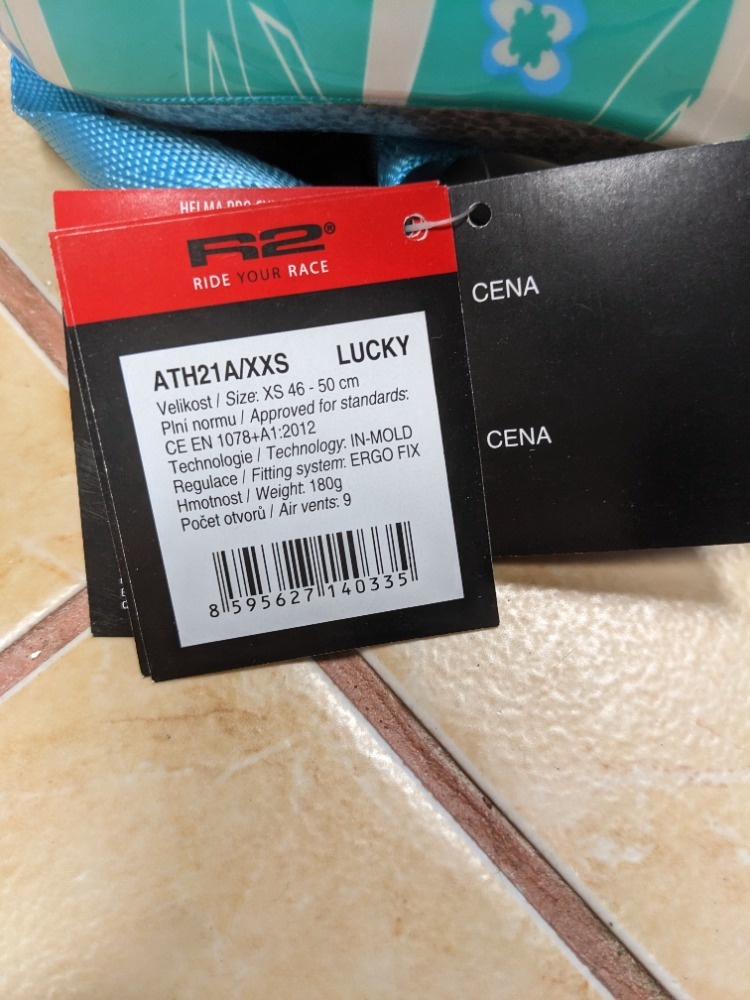 HELMA PRO
R2®
RIDE YOUR RACE
ATH21A/XXS LUCKY
Velikost / Size: XS 46 - 50 cm
Plní normu / Approved for standards:
CE EN 1078+A1:2012
Technologie / Technology: IN-MOLD
Regulace / Fitting system: ERGO FIX
Hmotnost / Weight: 180g
Počet otvorů / Air vents: 9
8 595627 140335
CENA
CENA